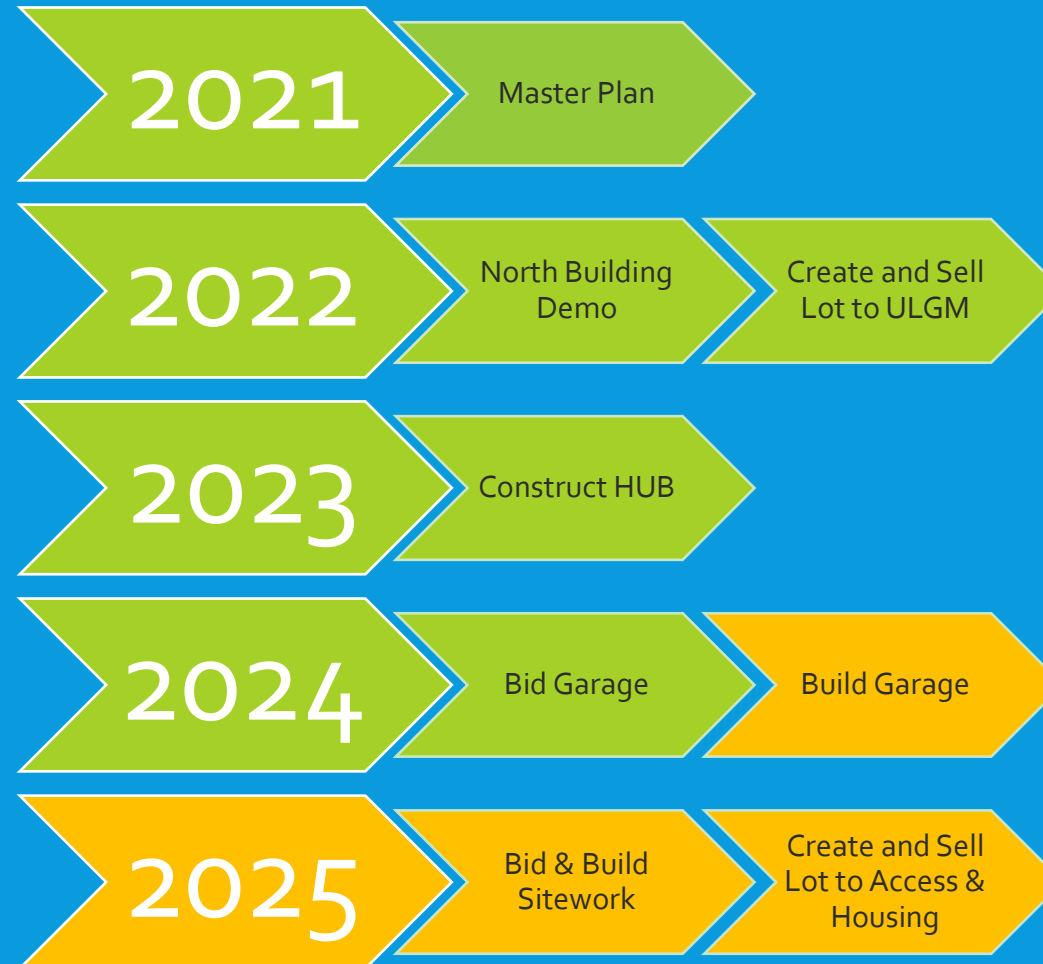 2021
Master Plan
2022
North Building
Demo
Create and Sell
Lot to ULGM
2023
Construct HUB
2024
Bid Garage
Build Garage
2025
Bid & Build
Sitework
Create and Sell
Lot to Access &
Housing